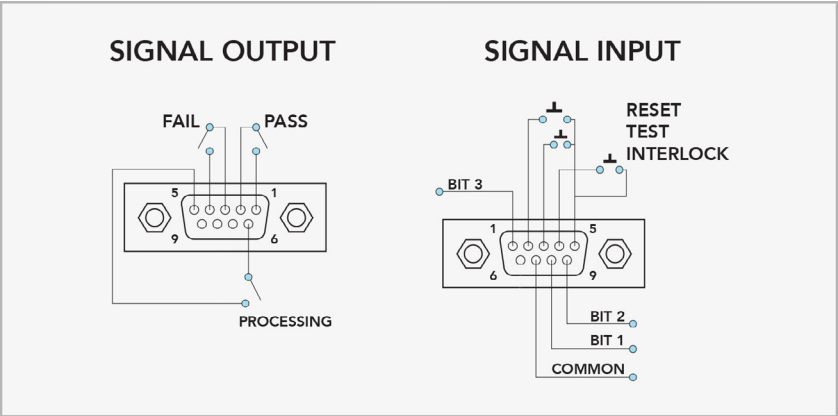 SIGNAL OUTPUT
FAIL
PASS
5
1
9
6
PROCESSING
SIGNAL INPUT
RESET
TEST
INTERLOCK
BIT 3
1
5
6
9
BIT 2
BIT 1
COMMON